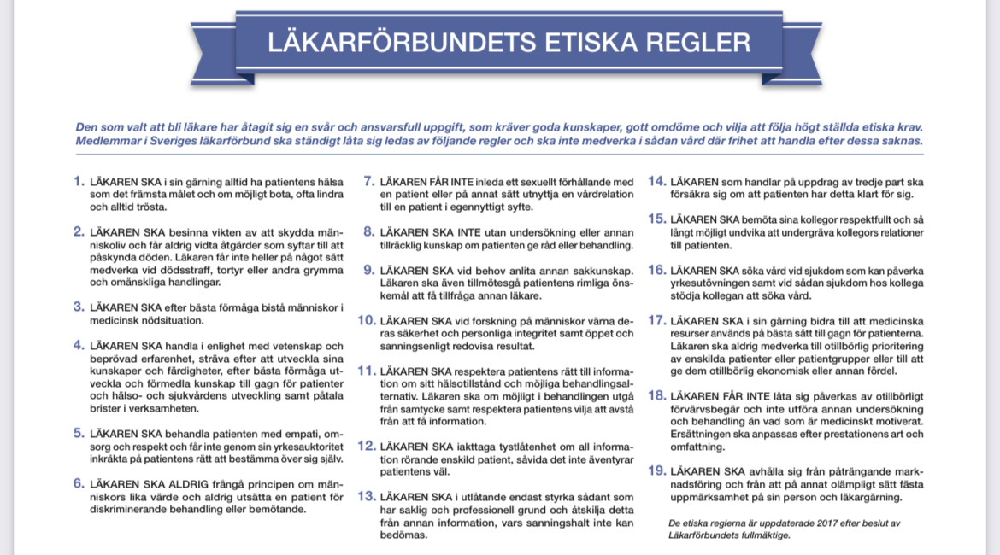 LÄKARFÖRBUNDETS ETISKA REGLER
Den som valt att bli läkare har åtagit sig en svår och ansvarsfull uppgift, som kräver goda kunskaper, gott omdöme och vilja att följa högt ställda etiska krav.
Medlemmar i Sveriges läkarförbund ska ständigt låta sig ledas av följande regler och ska inte medverka i sådan vård där frihet att handla efter dessa saknas.
1. LÄKAREN SKA i sin gärning alltid ha patientens hälsa
som det främsta målet och om möjligt bota, ofta lindra
och alltid trösta.
2. LÄKAREN SKA besinna vikten av att skydda män-
niskoliv och får aldrig vidta åtgärder som syftar till att
påskynda döden. Läkaren får inte heller på något sätt
medverka vid dödsstraff, tortyr eller andra grymma
och omänskliga handlingar.
3. LÄKAREN SKA efter bästa förmåga bistå människor i
medicinsk nödsituation.
4. LÄKAREN SKA handla i enlighet med vetenskap och
beprövad erfarenhet, sträva efter att utveckla sina
kunskaper och färdigheter, efter bästa förmåga ut-
veckla och förmedla kunskap till gagn för patienter
och hälso- och sjukvårdens utveckling samt påtala
brister i verksamheten.
5. LÄKAREN SKA behandla patienten med empati, om-
sorg och respekt och får inte genom sin yrkesauktoritet
inkräkta på patientens rätt att bestämma över sig själv.
6. LÄKAREN SKA ALDRIG frångå principen om män-
niskors lika värde och aldrig utsätta en patient för
diskriminerande behandling eller bemötande.
7. LÄKAREN FÅR INTE inleda ett sexuellt förhållande med
en patient eller på annat sätt utnyttja en vårdrelation
till en patient i egennyttigt syfte.
8. LÄKAREN SKA INTE utan undersökning eller annan
tillräcklig kunskap om patienten ge råd eller behandling.
9. LÄKAREN SKA vid behov anlita annan sakkunskap.
Läkaren ska även tillmötesgå patientens rimliga öns-
kemål att få tillfråga annan läkare.
10. LÄKAREN SKA vid forskning på människor värna de-
ras säkerhet och personliga integritet samt öppet och
sanningsenligt redovisa resultat.
11. LÄKAREN SKA respektera patientens rätt till informa-
tion om sitt hälsotillstånd och möjliga behandlingsal-
ternativ. Läkaren ska om möjligt i behandlingen utgå
från samtycke samt respektera patientens vilja att avstå
från att få information.
12. LÄKAREN SKA iakttaga tystlåtenhet om all informa-
tion rörande enskild patient, såvida det inte äventyrar
patientens väl.
13. LÄKAREN SKA i utlåtande endast styrka sådant som
har saklig och professionell grund och åtskilja detta
från annan information, vars sanningshalt inte kan
bedömas.
14. LÄKAREN som handlar på uppdrag av tredje part ska
försäkra sig om att patienten har detta klart för sig.
15. LÄKAREN SKA bemöta sina kollegor respektfullt och så
långt möjligt undvika att undergräva kollegors relationer
till patienten.
16. LÄKAREN SKA söka vård vid sjukdom som kan påverka
yrkesutövningen samt vid sådan sjukdom hos kollega
stödja kollegan att söka vård.
17. LÄKAREN SKA i sin gärning bidra till att medicinska
resurser används på bästa sätt till gagn för patienterna.
Läkaren ska aldrig medverka till otillbörlig prioritering
av enskilda patienter eller patientgrupper eller till att
ge dem otillbörlig ekonomisk eller annan fördel.
18. LÄKAREN FÅR INTE låta sig påverkas av otillbörligt
förvärvsbegär och inte utföra annan undersökning
och behandling än vad som är medicinskt motiverat.
Ersättningen ska anpassas efter prestationens art och
omfattning.
19. LÄKAREN SKA avhålla sig från påträngande mark-
nadsföring och från att på annat olämpligt sätt fästa
uppmärksamhet på sin person och läkargärning.
De etiska reglerna är uppdaterade 2017 efter beslut av
Läkarförbundets fullmäktige.